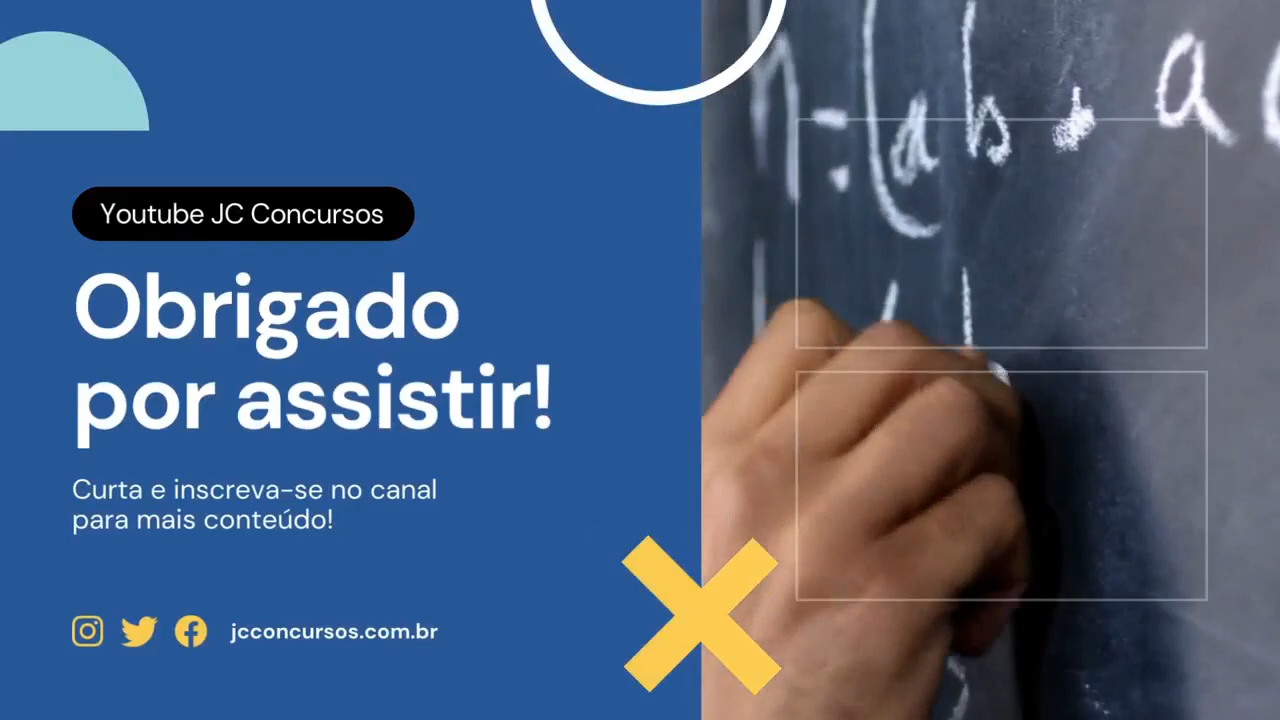 Youtube JC Concursos
Obrigado
por assistir!
Curta e inscreva-se no canal
para mais conteúdo!
jcconcursos.com.br